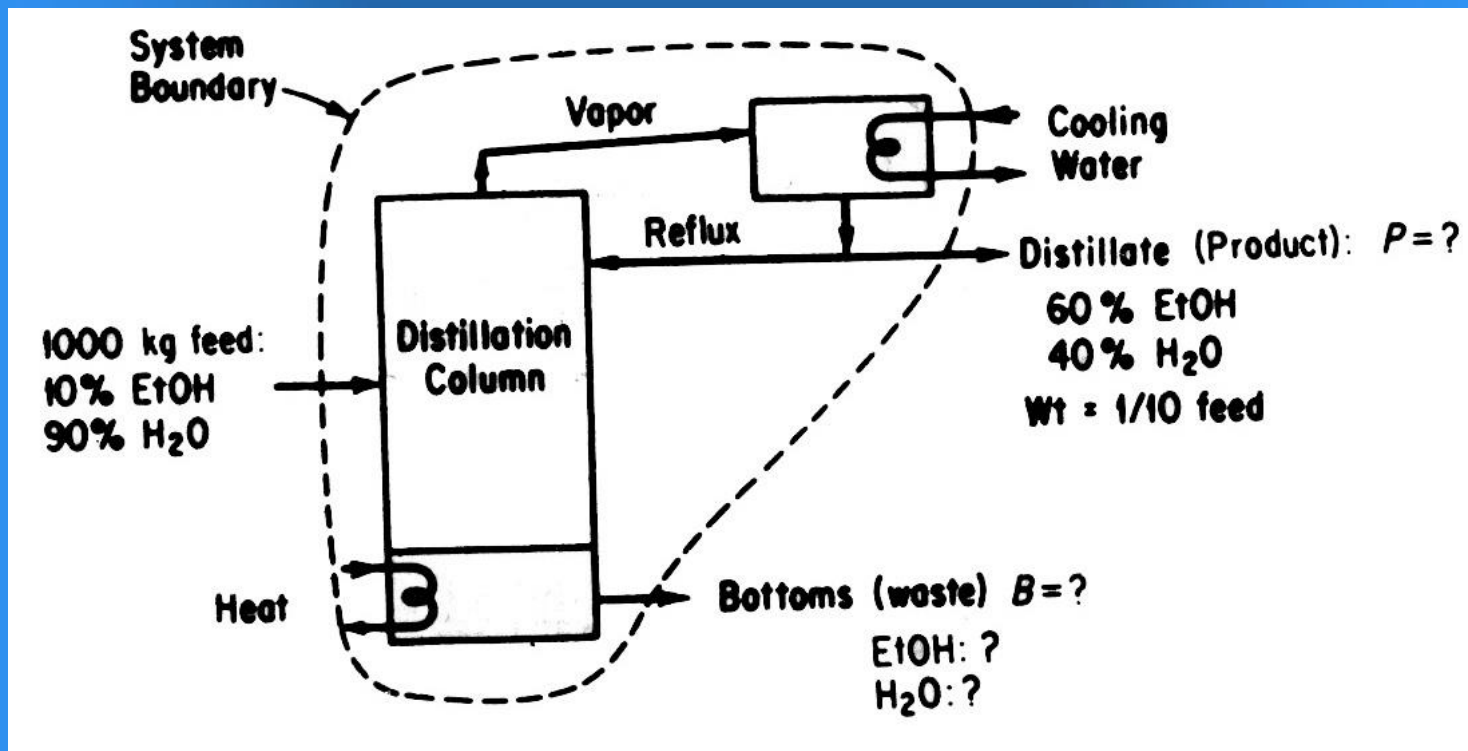 System
Boundary
Vapor
Cooling
Water
Reflux
Distillate (Product): P = ?
60% EtOH
40% H₂O
Wt = 1/10 feed
1000 kg feed:
10% EtOH
90% H₂O
Distillation
Column
Heat
Bottoms (waste) B = ?
EtOH: ?
H₂O: ?